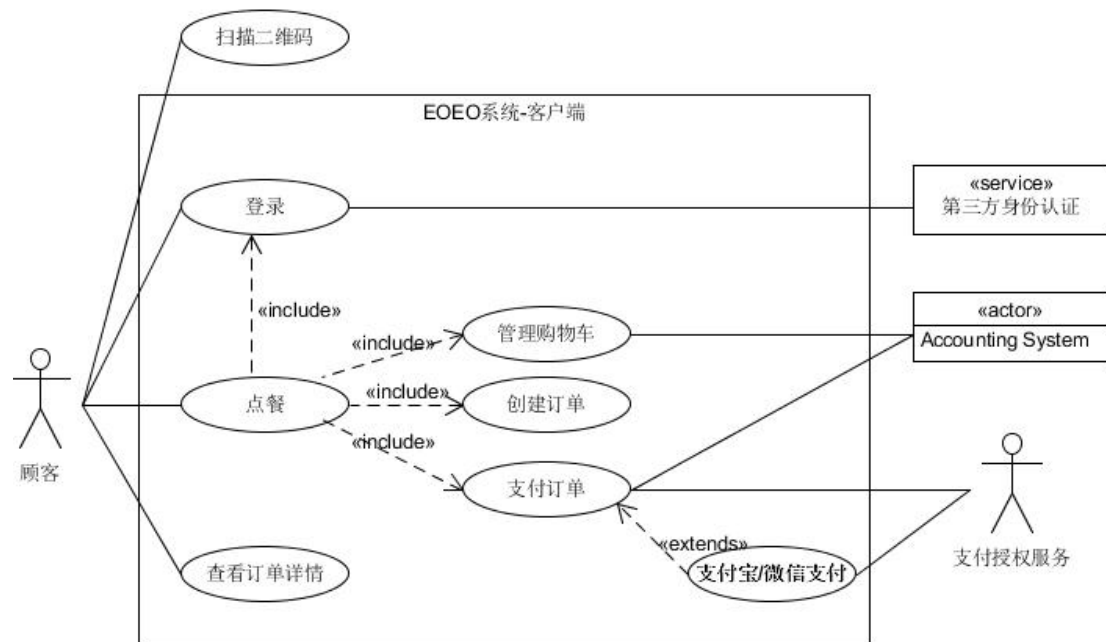 扫描二维码
EOEO系统-客户端
登录
«service»
第三方身份认证
«include»
«actor»
Accounting System
管理购物车
«include»
点餐
«include»
创建订单
«include»
顾客
支付订单
«extends»
查看订单详情
支付宝/微信支付
支付授权服务